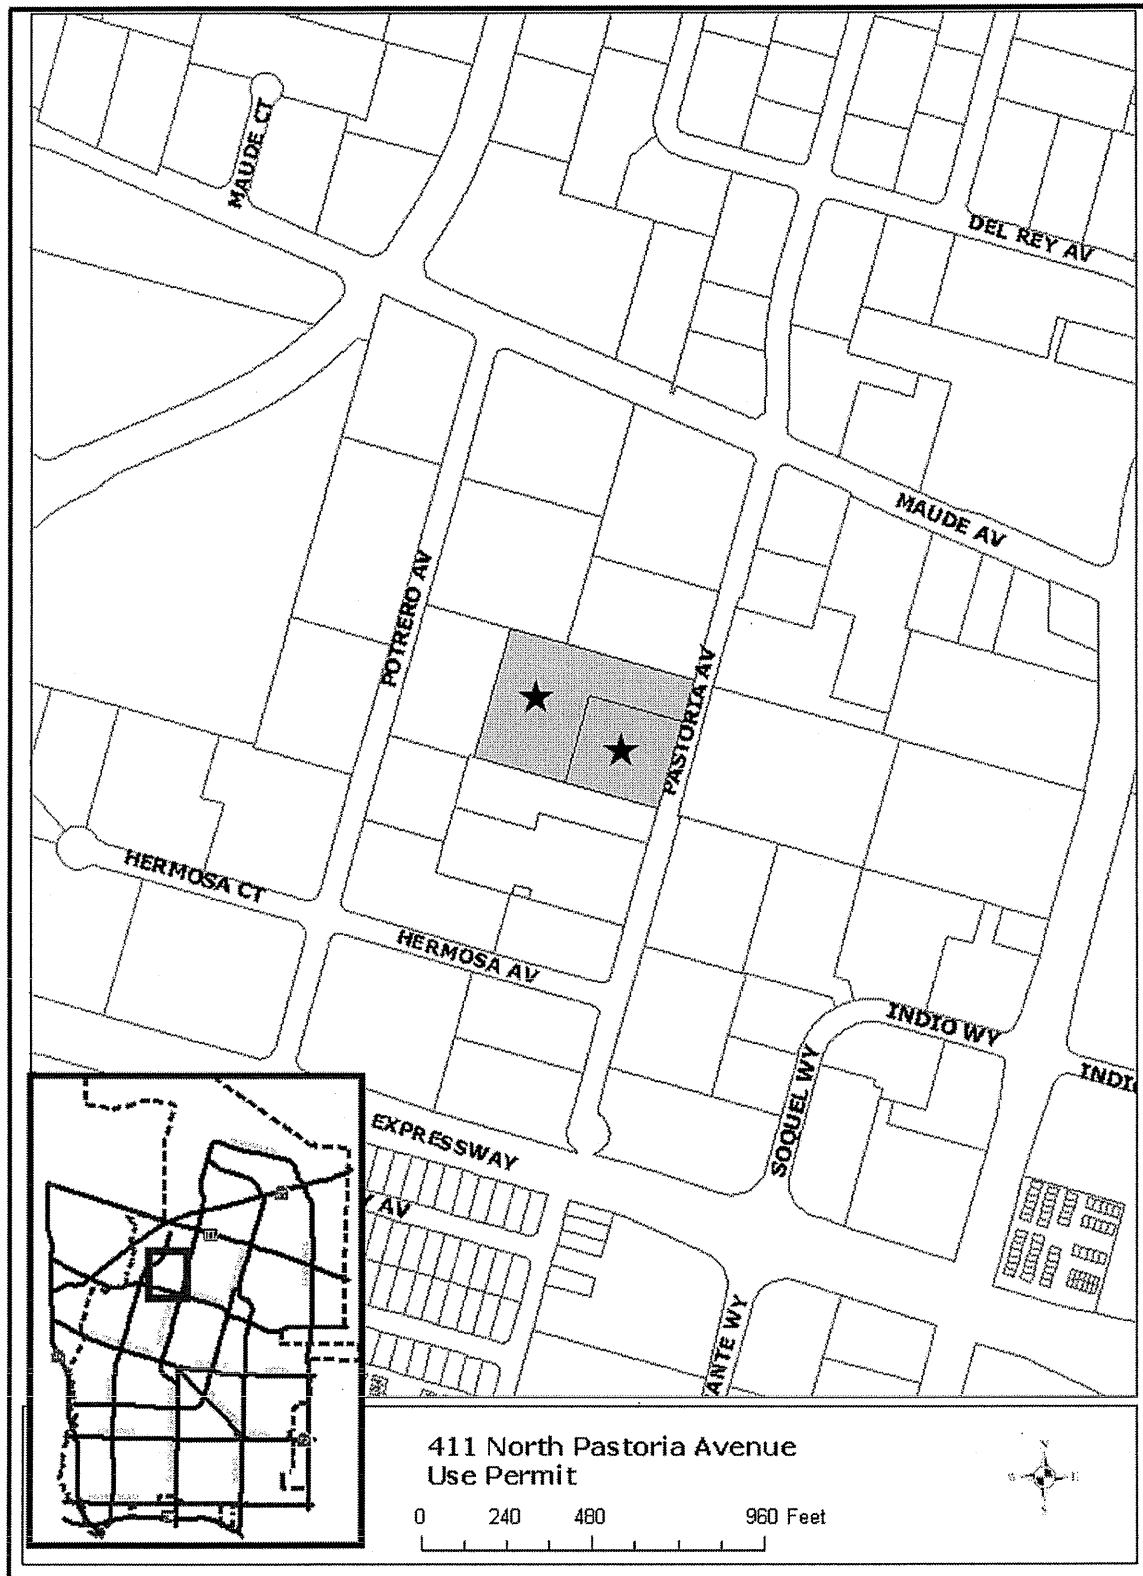 MAUDE CT
DEL REY AV
MAUDE AV
POTRERO AV
PASTORIA AV
HERMOSA CT
HERMOSA AV
INDIO WY
SOQUEL WY
INDI
EXPRESSWAY
AV
ANTE WY
411 North Pastoria Avenue
Use Permit
0 240 480 960 Feet
N
E
S